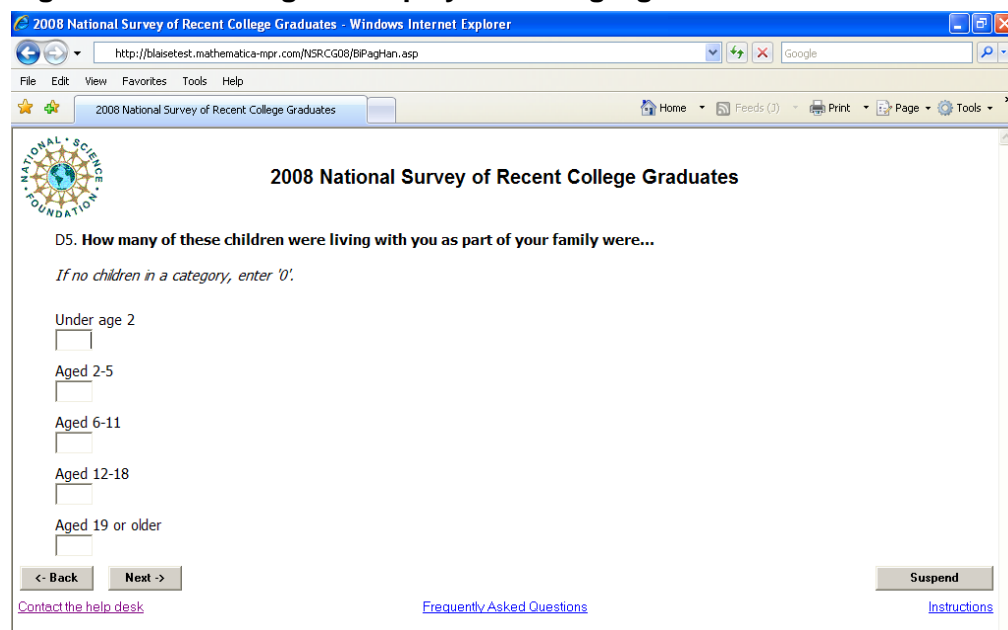 2008 National Survey of Recent College Graduates - Windows Internet Explorer
http://blaisetest.mathematica-mpr.com/NSRCG08/BiPagHan.asp
Google
File Edit View Favorites Tools Help
2008 National Survey of Recent College Graduates
Home Feeds (J) Print Page Tools
NATIONAL SCIENCE FOUNDATION
2008 National Survey of Recent College Graduates
D5. How many of these children were living with you as part of your family were...
If no children in a category, enter '0'.
Under age 2
Aged 2-5
Aged 6-11
Aged 12-18
Aged 19 or older
<- Back Next -> Suspend
Contact the help desk Frequently Asked Questions Instructions